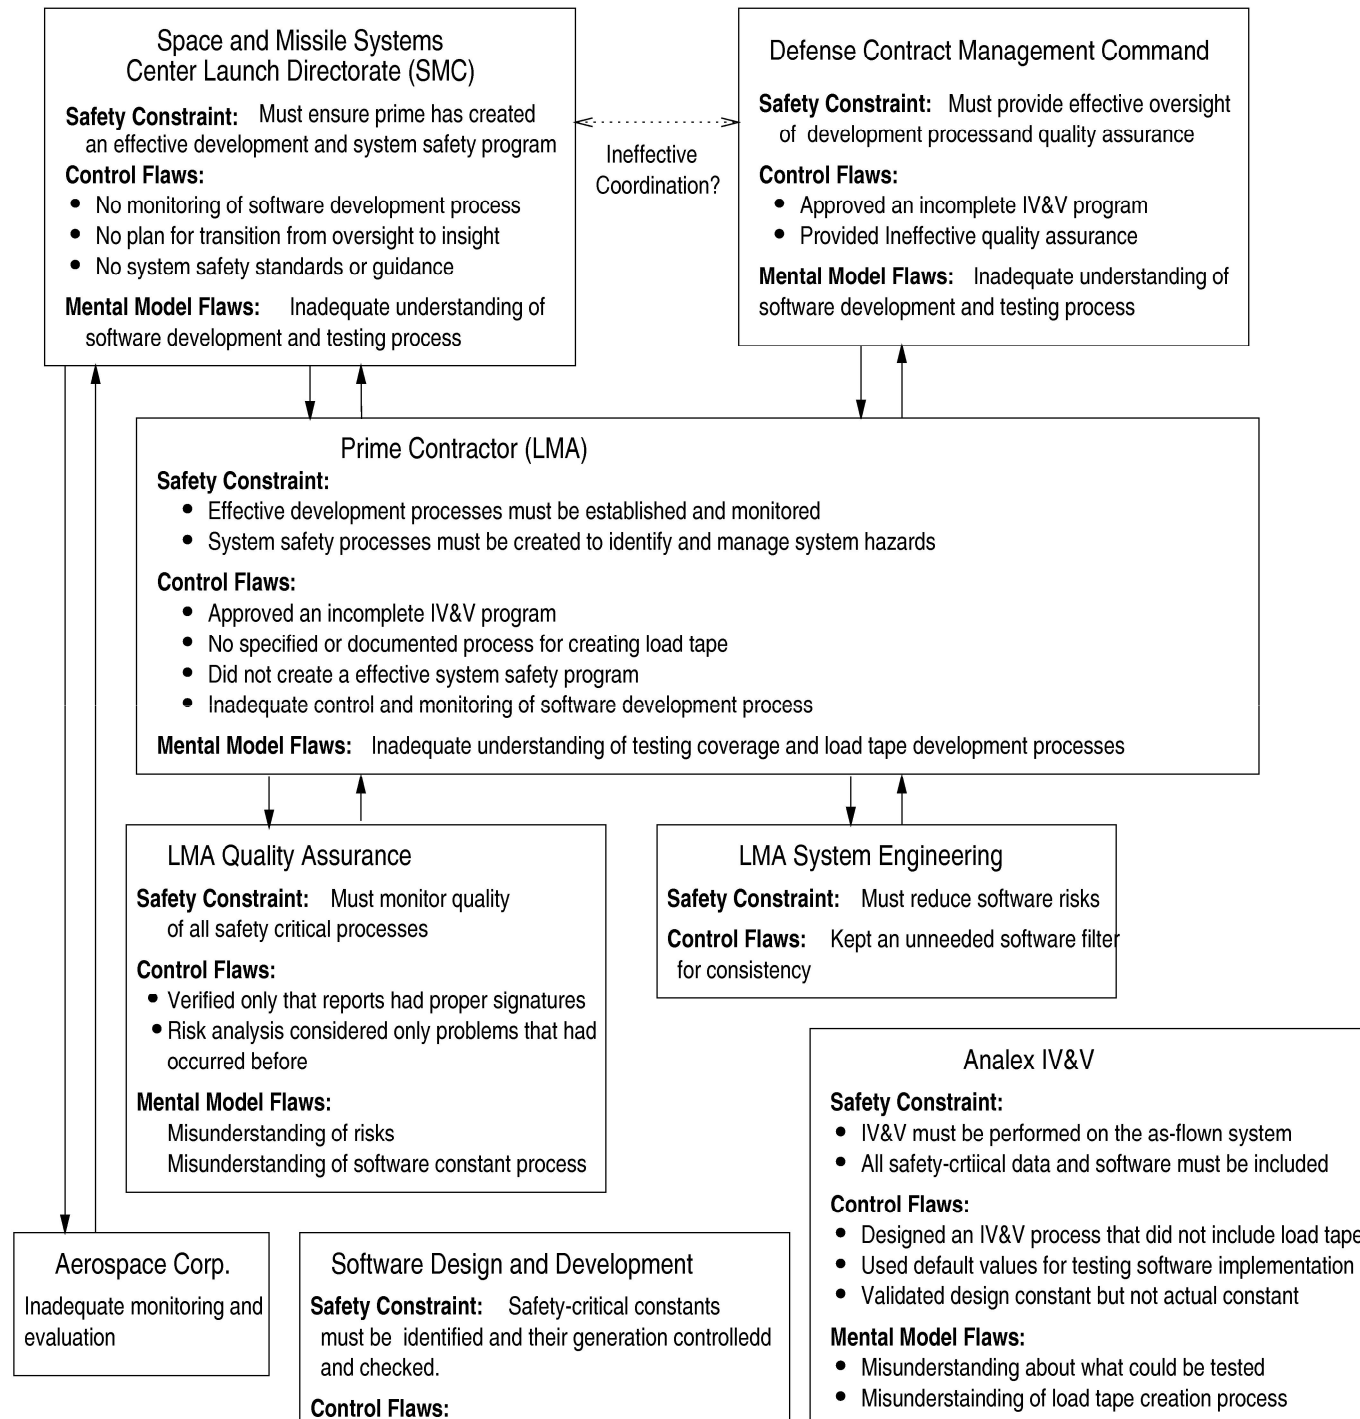 Space and Missile Systems
Center Launch Directorate (SMC)
Safety Constraint: Must ensure prime has created
an effective development and system safety program
Control Flaws:
• No monitoring of software development process
• No plan for transition from oversight to insight
• No system safety standards or guidance
Mental Model Flaws: Inadequate understanding of
software development and testing process
Ineffective
Coordination?
Defense Contract Management Command
Safety Constraint: Must provide effective oversight
of development processand quality assurance
Control Flaws:
• Approved an incomplete IV&V program
• Provided Ineffective quality assurance
Mental Model Flaws: Inadequate understanding of
software development and testing process
Prime Contractor (LMA)
Safety Constraint:
• Effective development processes must be established and monitored
• System safety processes must be created to identify and manage system hazards
Control Flaws:
• Approved an incomplete IV&V program
• No specified or documented process for creating load tape
• Did not create a effective system safety program
• Inadequate control and monitoring of software development process
Mental Model Flaws: Inadequate understanding of testing coverage and load tape development processes
LMA Quality Assurance
Safety Constraint: Must monitor quality
of all safety critical processes
Control Flaws:
• Verified only that reports had proper signatures
• Risk analysis considered only problems that had
occurred before
Mental Model Flaws:
Misunderstanding of risks
Misunderstanding of software constant process
LMA System Engineering
Safety Constraint: Must reduce software risks
Control Flaws: Kept an unneeded software filter
for consistency
Analex IV&V
Safety Constraint:
• IV&V must be performed on the as-flown system
• All safety-crtiical data and software must be included
Control Flaws:
• Designed an IV&V process that did not include load tape
• Used default values for testing software implementation
• Validated design constant but not actual constant
Mental Model Flaws:
• Misunderstanding about what could be tested
• Misunderstainding of load tape creation process
Aerospace Corp.
Inadequate monitoring and
evaluation
Software Design and Development
Safety Constraint: Safety-critical constants
must be identified and their generation controlledd
and checked.
Control Flaws: